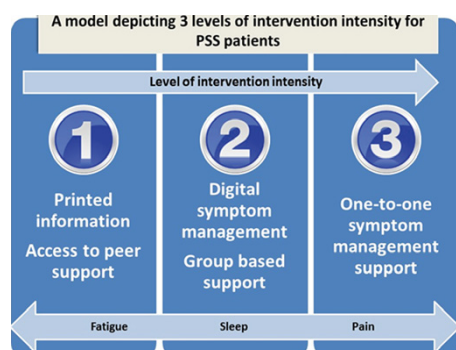 A model depicting 3 levels of intervention intensity for
PSS patients
Level of intervention intensity
1
Printed
information
Access to peer
support
2
Digital
symptom
management
Group based
support
3
One-to-one
symptom
management
support
Fatigue
Sleep
Pain